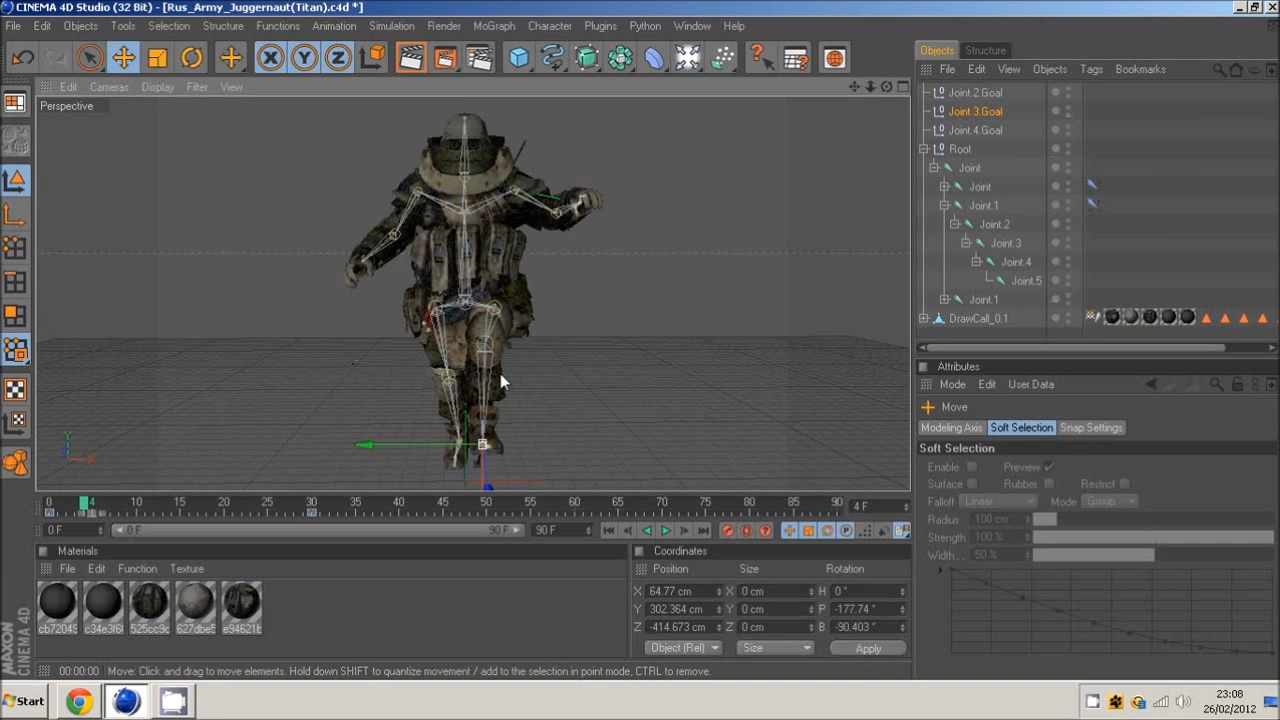 CINEMA 4D Studio (32 Bit) - [Rus_Army_Juggernaut(Titan).c4d *]
File Edit Objects Tools Selection Structure Functions Animation Simulation Render MoGraph Character Plugins Python Window Help
Objects Structure
File Edit View Objects Tags Bookmarks
Edit Cameras Display Filter View
Perspective
Joint.2.Goal
Joint.3.Goal
Joint.4.Goal
Root
Joint
Joint
Joint.1
Joint.2
Joint.3
Joint.4
Joint.5
Joint.1
DrawCall_0.1
Attributes
Mode Edit User Data
Move
Modeling Axis Soft Selection Snap Settings
Soft Selection
Enable Preview
Surface Rubber Restrict
Falloff Linear Mode Group
Radius 100 cm
Strength 100 %
Width . . 50 %
Y
X
0 4 10 15 20 25 30 35 40 45 50 55 60 65 70 75 80 85 90 4 F
0 F 0 F 90 F 90 F
Materials
File Edit Function Texture
cb72049 c34e3f6 525cc9c 627dbe5 e94621b
Coordinates
Position Size Rotation
X 64.77 cm X 0 cm H 0 °
Y 302.364 cm Y 0 cm P -177.74 °
Z -414.673 cm Z 0 cm B -90.403 °
Object (Rel) Size Apply
MAXON
CINEMA 4D
00:00:00 Move: Click and drag to move elements. Hold down SHIFT to quantize movement / add to the selection in point mode, CTRL to remove.
Start
23:08
26/02/2012